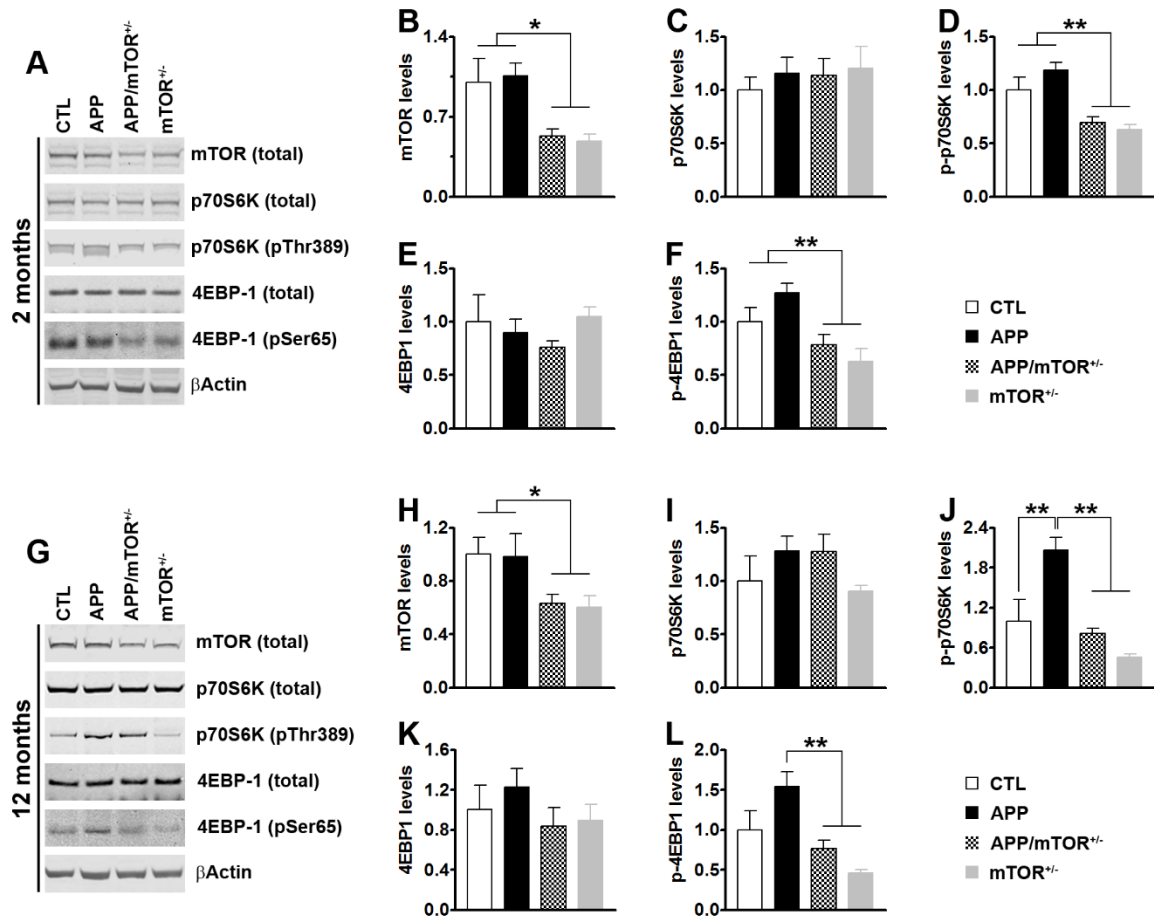 A
CTL
APP
APP/mTOR+/-
mTOR+/-
2 months
mTOR (total)
p70S6K (total)
p70S6K (pThr389)
4EBP-1 (total)
4EBP-1 (pSer65)
βActin
B
mTOR levels
1.4
0.7
0.0
*
C
p70S6K levels
1.5
1.0
0.5
0.0
D
p-p70S6K levels
1.5
1.0
0.5
0.0
**
E
4EBP1 levels
1.5
1.0
0.5
0.0
F
p-4EBP1 levels
1.5
1.0
0.5
0.0
**
CTL
APP
APP/mTOR+/-
mTOR+/-
G
CTL
APP
APP/mTOR+/-
mTOR+/-
12 months
mTOR (total)
p70S6K (total)
p70S6K (pThr389)
4EBP-1 (total)
4EBP-1 (pSer65)
βActin
H
mTOR levels
1.2
0.8
0.4
0.0
*
I
p70S6K levels
1.5
1.0
0.5
0.0
J
p-p70S6K levels
2.4
1.8
1.2
0.6
0.0
** **
K
4EBP1 levels
1.6
1.2
0.8
0.4
0.0
L
p-4EBP1 levels
2.0
1.5
1.0
0.5
0.0
**
CTL
APP
APP/mTOR+/-
mTOR+/-